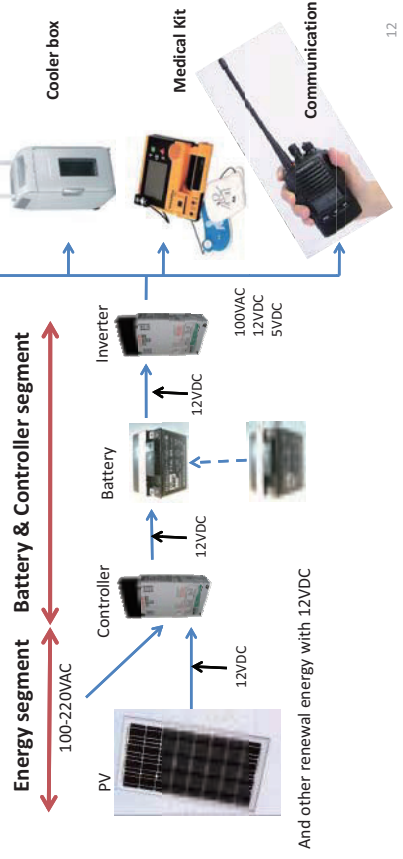 Energy segment
Battery & Controller segment
100-220VAC
Controller
Battery
Inverter
PV
12VDC
12VDC
12VDC
100VAC
12VDC
5VDC
And other renewal energy with 12VDC
Cooler box
Medical Kit
Communication
12